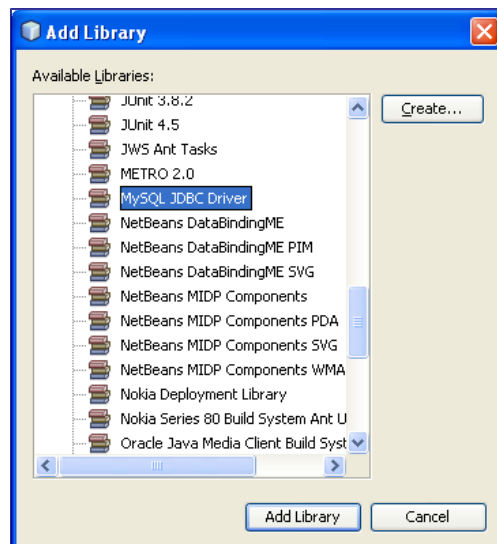 Add Library
Available Libraries:
JUnit 3.8.2
Create...
JUnit 4.5
JWS Ant Tasks
METRO 2.0
MySQL JDBC Driver
NetBeans DataBindingME
NetBeans DataBindingME PIM
NetBeans DataBindingME SVG
NetBeans MIDP Components
NetBeans MIDP Components PDA
NetBeans MIDP Components SVG
NetBeans MIDP Components WMA
Nokia Deployment Library
Nokia Series 80 Build System Ant U
Oracle Java Media Client Build Syst
Add Library
Cancel